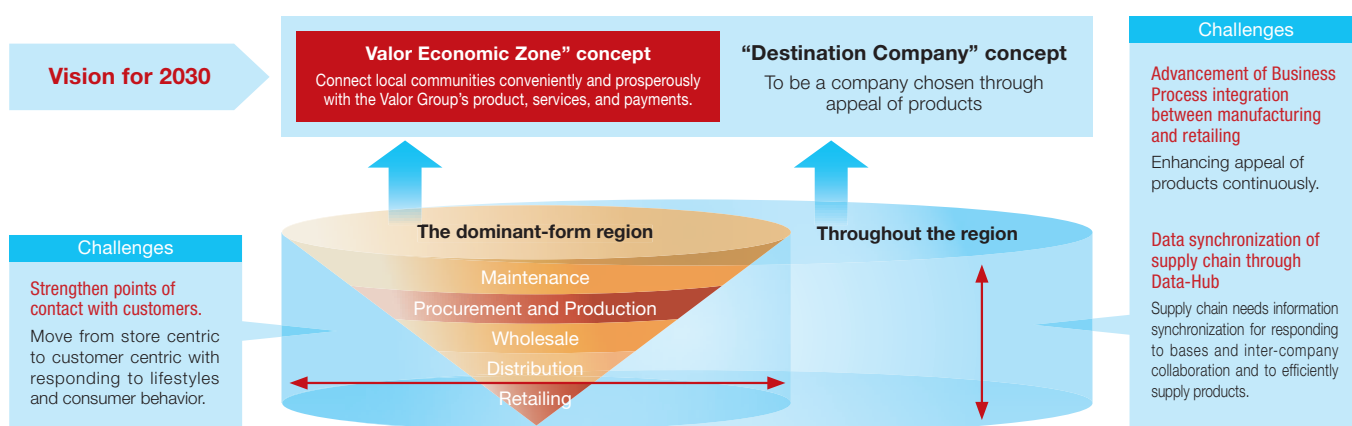 Vision for 2030
Valor Economic Zone” concept
Connect local communities conveniently and prosperously
with the Valor Group’s product, services, and payments.
“Destination Company” concept
To be a company chosen through
appeal of products
Challenges
Advancement of Business
Process integration
between manufacturing
and retailing
Enhancing appeal of
products continuously.
Data synchronization of
supply chain through
Data-Hub
Supply chain needs information
synchronization for responding
to bases and inter-company
collaboration and to efficiently
supply products.
Challenges
Strengthen points of
contact with customers.
Move from store centric
to customer centric with
responding to lifestyles
and consumer behavior.
The dominant-form region
Maintenance
Procurement and Production
Wholesale
Distribution
Retailing
Throughout the region